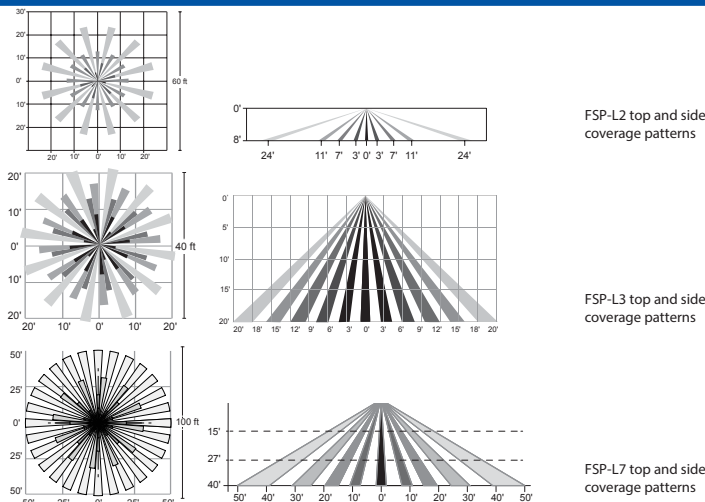 30'
20'
10'
0'
10'
20'
20' 10' 0' 10' 20'
60 ft
0'
8'
24' 11' 7' 3' 0' 3' 7' 11' 24'
FSP-L2 top and side
coverage patterns
20'
10'
0'
10'
20'
20' 10' 0' 10' 20'
40 ft
0'
5'
10'
15'
20'
20' 18' 15' 12' 9' 6' 3' 0' 3' 6' 9' 12' 15' 18' 20'
FSP-L3 top and side
coverage patterns
50'
25'
0'
25'
50'
50' 25' 0' 25' 50'
100 ft
15'
27'
40'
50' 40' 30' 20' 10' 0' 10' 20' 30' 40' 50'
FSP-L7 top and side
coverage patterns